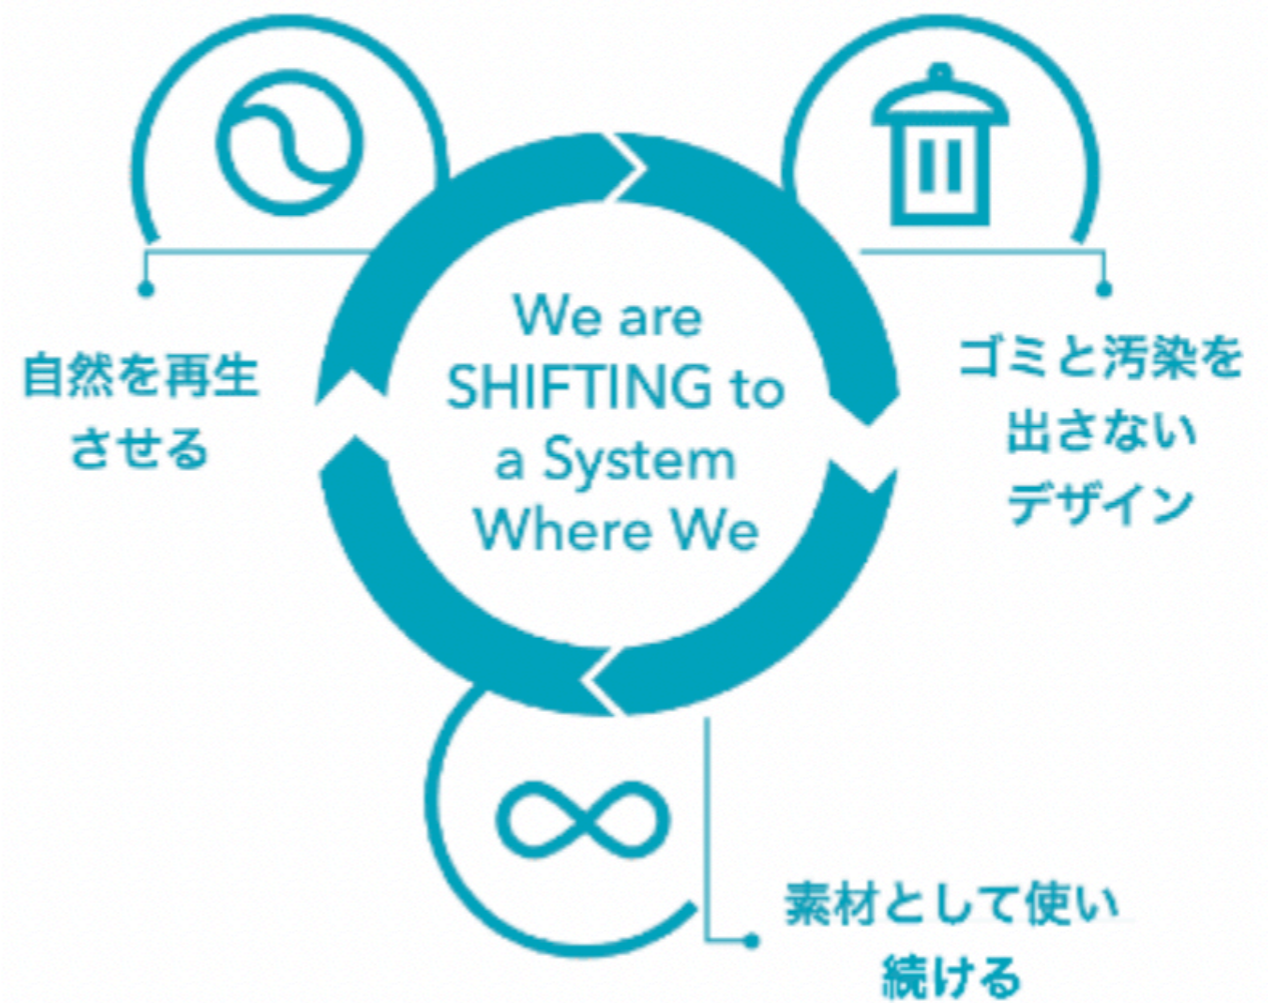 We are
SHIFTING to
a System
Where We
自然を再生
させる
ゴミと汚染を
出さない
デザイン
素材として使い
続ける